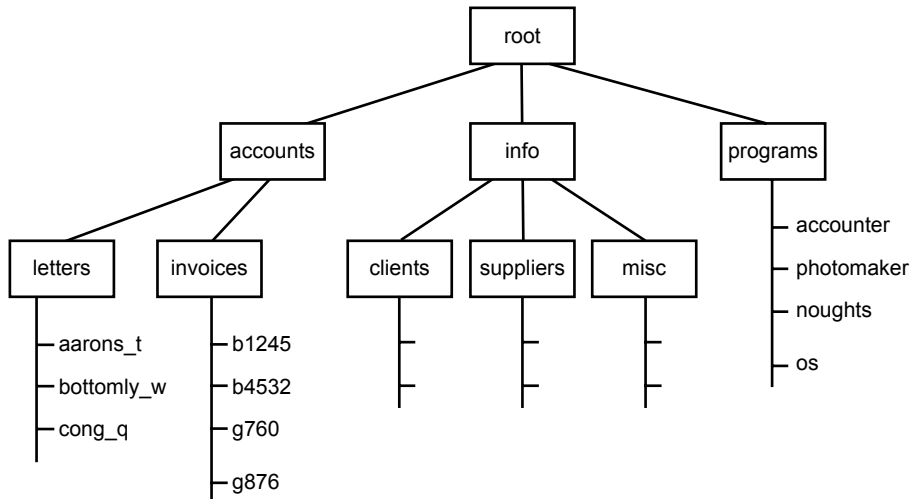 root
accounts
info
programs
letters
invoices
clients
suppliers
misc
aarons_t
bottomly_w
cong_q
b1245
b4532
g760
g876
accounter
photomaker
noughts
os